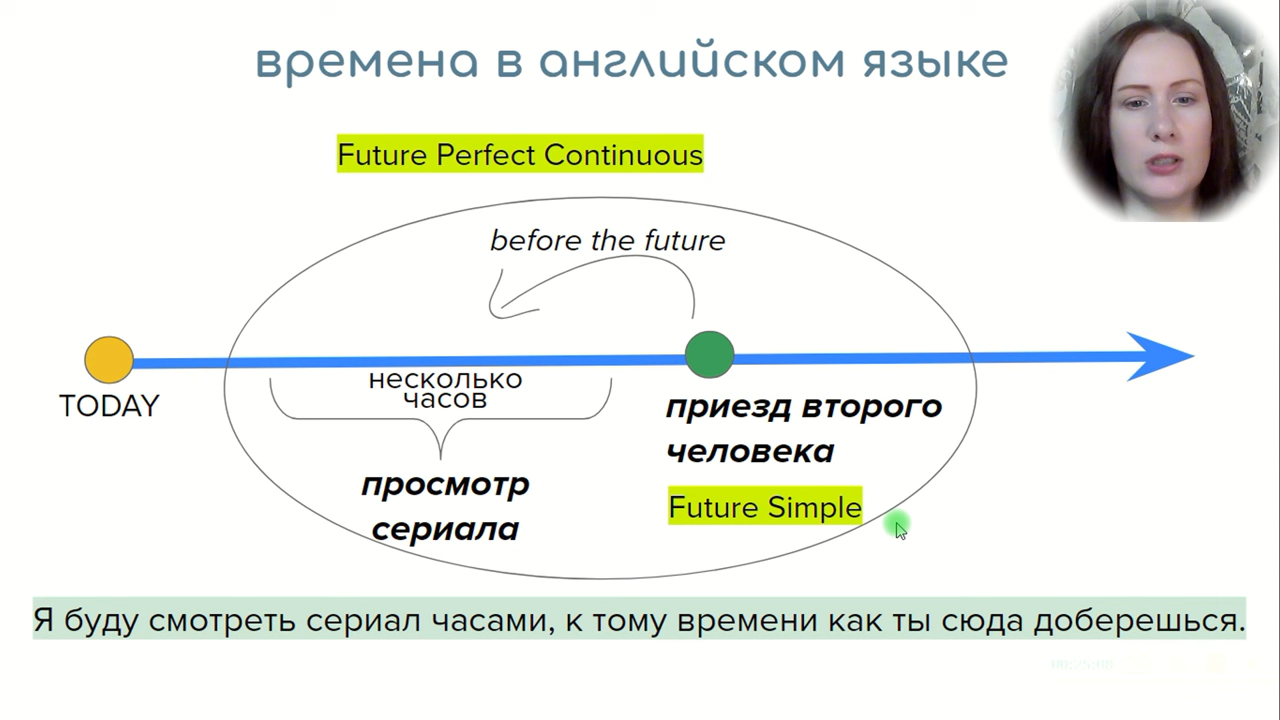 времена в английском языке
Future Perfect Continuous
before the future
TODAY
несколько
часов
просмотр
сериала
приезд второго
человека
Future Simple
Я буду смотреть сериал часами, к тому времени как ты сюда доберешься.